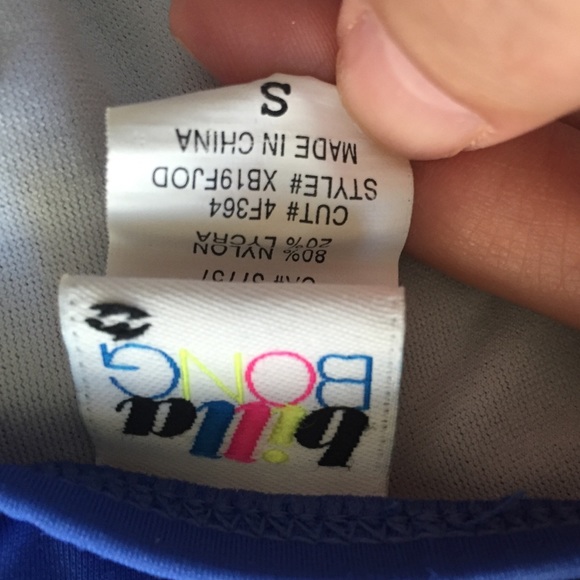 billa
BONG
80% NYLON
20% LYCRA
CUT# 4F364
STYLE# XB19FJOD
MADE IN CHINA
S